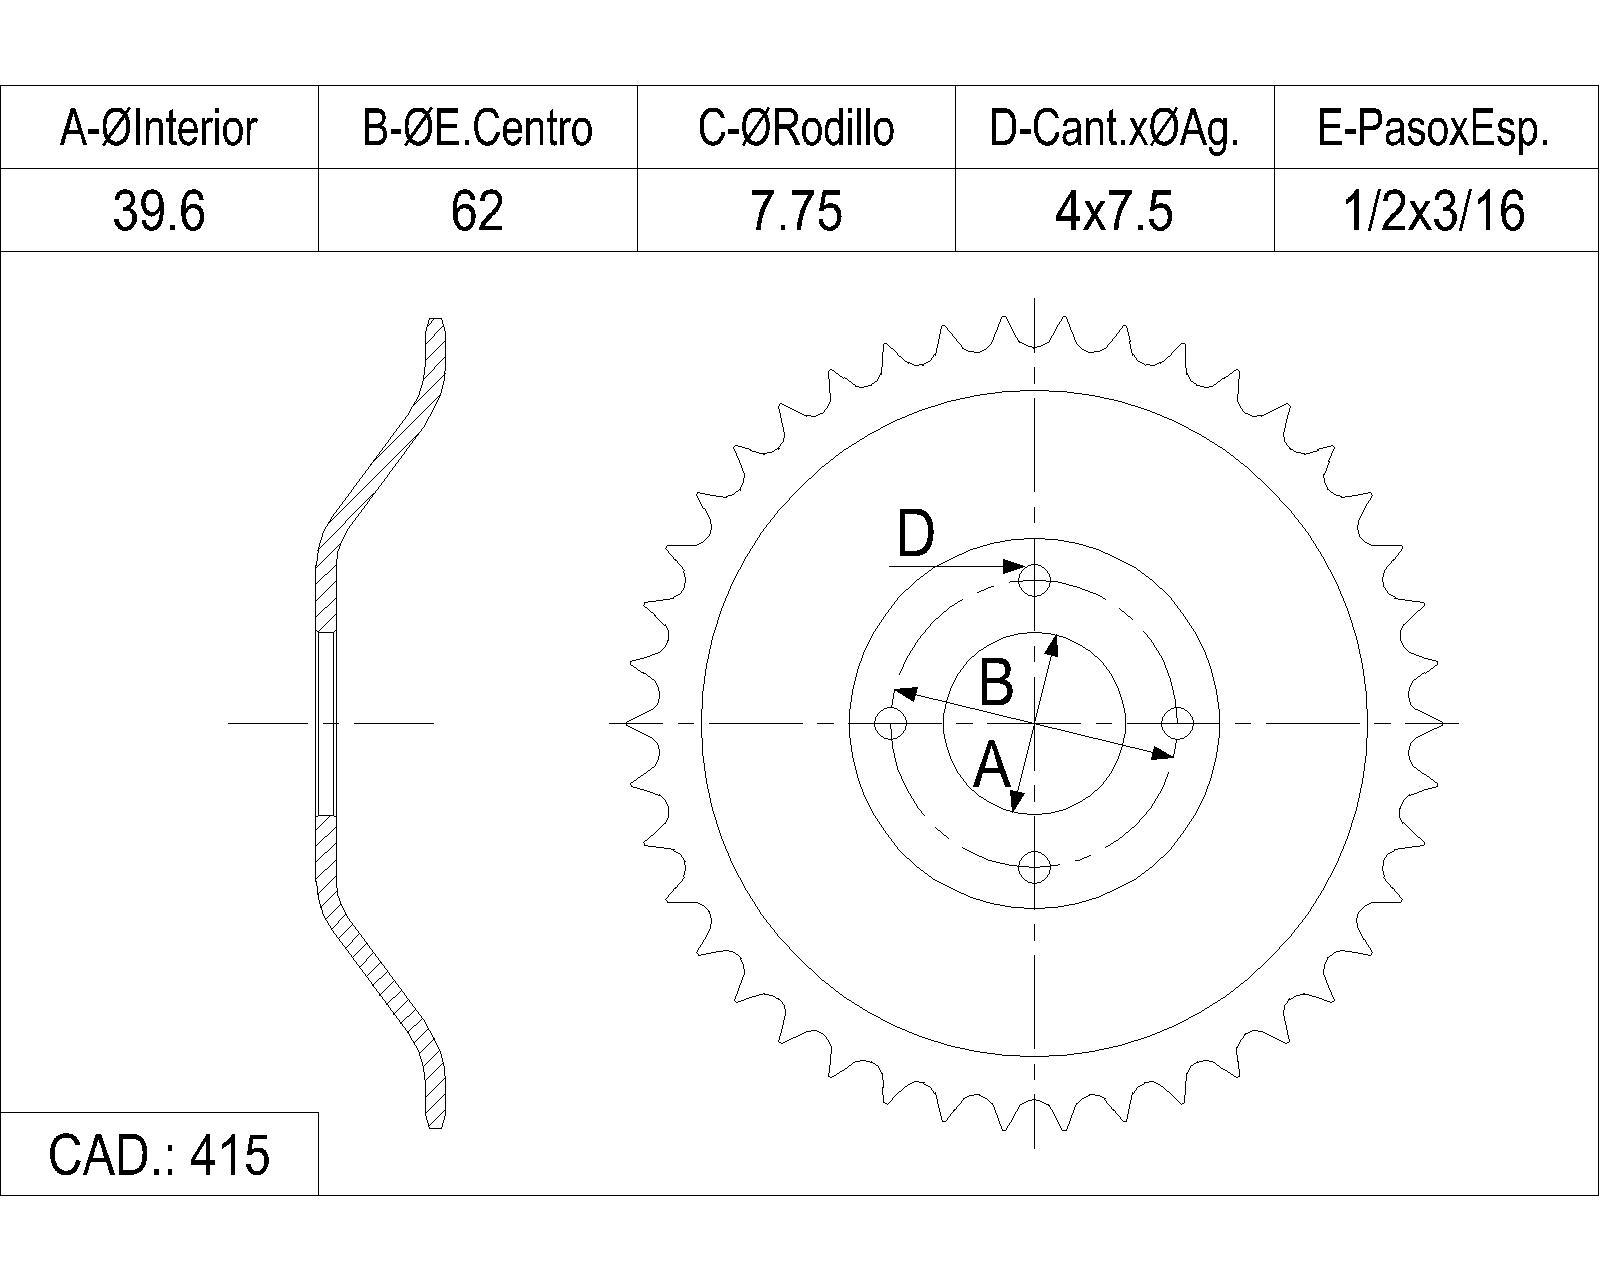 A-ØInterior B-ØE.Centro C-ØRodillo D-Cant.xØAg. E-PasoxEsp.
39.6 62 7.75 4x7.5 1/2x3/16
D
B
A
CAD.: 415